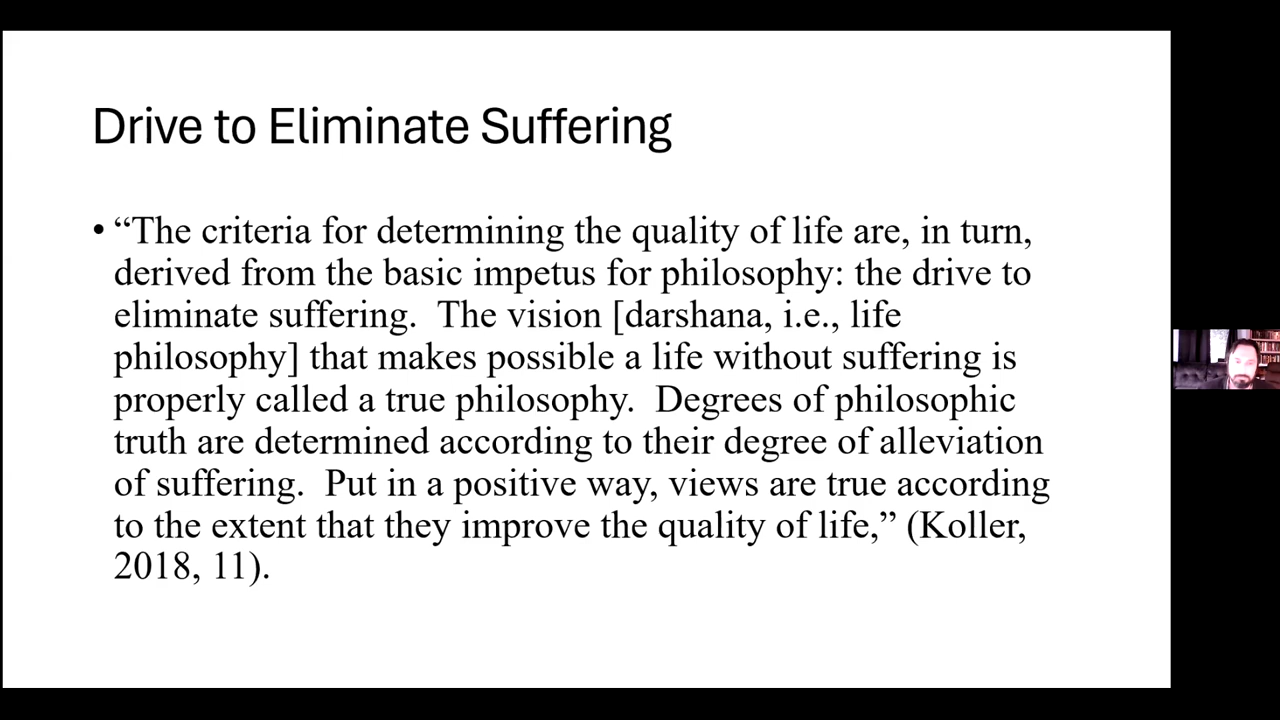 Drive to Eliminate Suffering
• “The criteria for determining the quality of life are, in turn,
derived from the basic impetus for philosophy: the drive to
eliminate suffering.  The vision [darshana, i.e., life
philosophy] that makes possible a life without suffering is
properly called a true philosophy.  Degrees of philosophic
truth are determined according to their degree of alleviation
of suffering.  Put in a positive way, views are true according
to the extent that they improve the quality of life,” (Koller,
2018, 11).